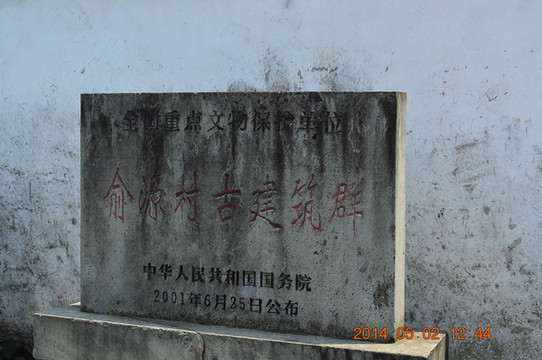 全国重点文物保护单位
俞源村古建筑群
中华人民共和国国务院
2001年6月25日公布
2014 05 02 12:44